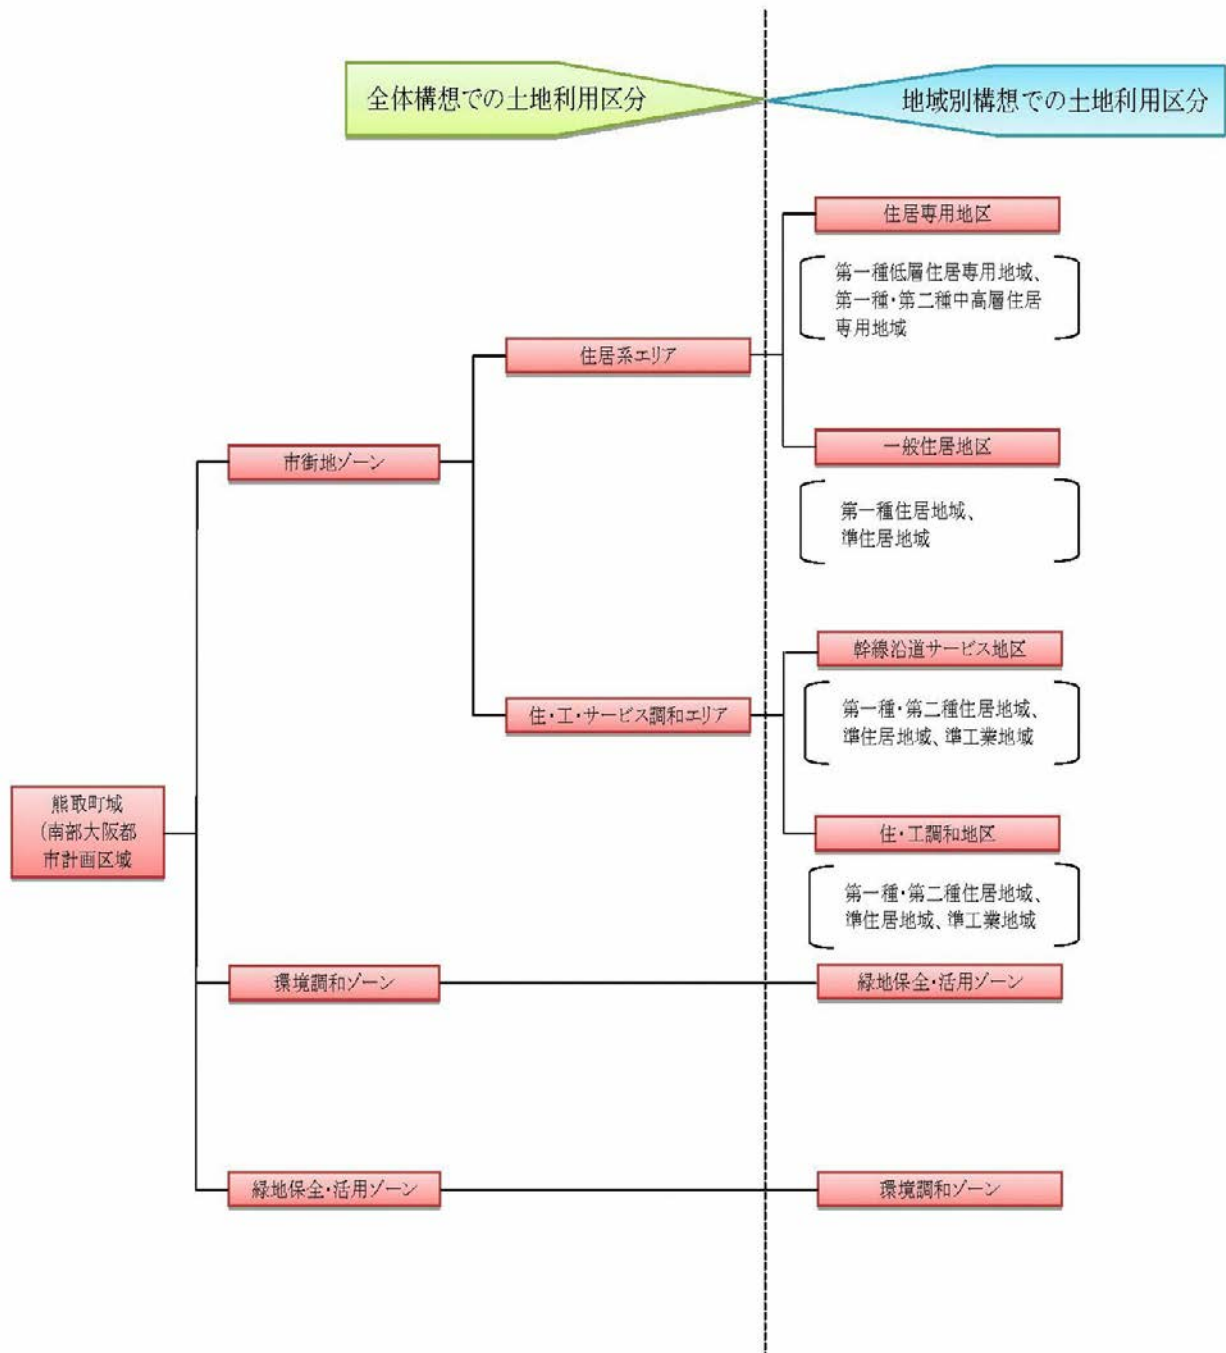 全体構想での土地利用区分
地域別構想での土地利用区分
住居専用地区
第一種低層住居専用地域、
第一種・第二種中高層住居
専用地域
住居系エリア
一般住居地区
市街地ゾーン
第一種住居地域、
準住居地域
幹線沿道サービス地区
第一種・第二種住居地域、
準住居地域、準工業地域
住・工・サービス調和エリア
熊取町域
(南部大阪都
市計画区域
住・工調和地区
第一種・第二種住居地域、
準住居地域、準工業地域
環境調和ゾーン
緑地保全・活用ゾーン
緑地保全・活用ゾーン
環境調和ゾーン